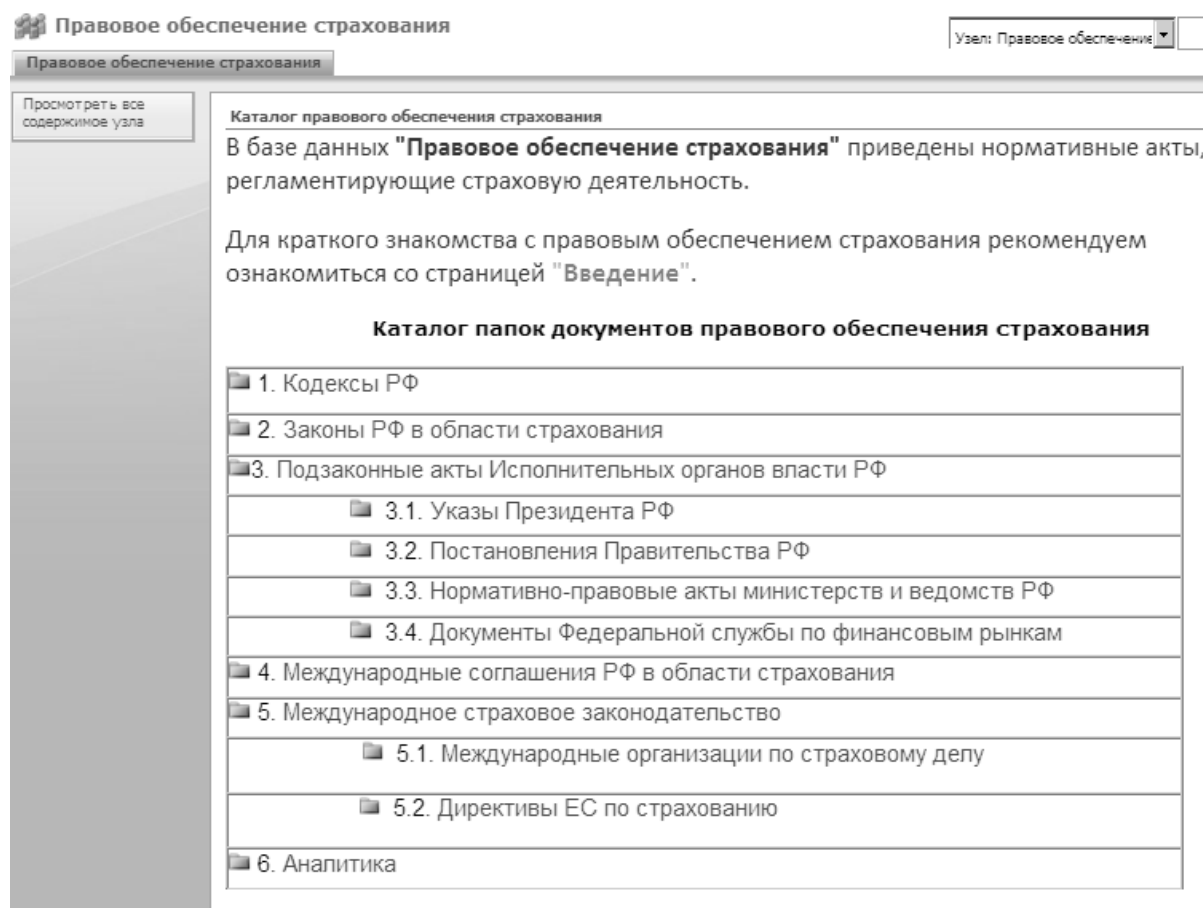 Правовое обеспечение страхования
Узел: Правовое обеспечение
Правовое обеспечение страхования
Просмотреть все
содержимое узла
Каталог правового обеспечения страхования
В базе данных "Правовое обеспечение страхования" приведены нормативные акты,
регламентирующие страховую деятельность.
Для краткого знакомства с правовым обеспечением страхования рекомендуем
ознакомиться со страницей "Введение".
Каталог папок документов правового обеспечения страхования
1. Кодексы РФ
2. Законы РФ в области страхования
3. Подзаконные акты Исполнительных органов власти РФ
3.1. Указы Президента РФ
3.2. Постановления Правительства РФ
3.3. Нормативно-правовые акты министерств и ведомств РФ
3.4. Документы Федеральной службы по финансовым рынкам
4. Международные соглашения РФ в области страхования
5. Международное страховое законодательство
5.1. Международные организации по страховому делу
5.2. Директивы ЕС по страхованию
6. Аналитика